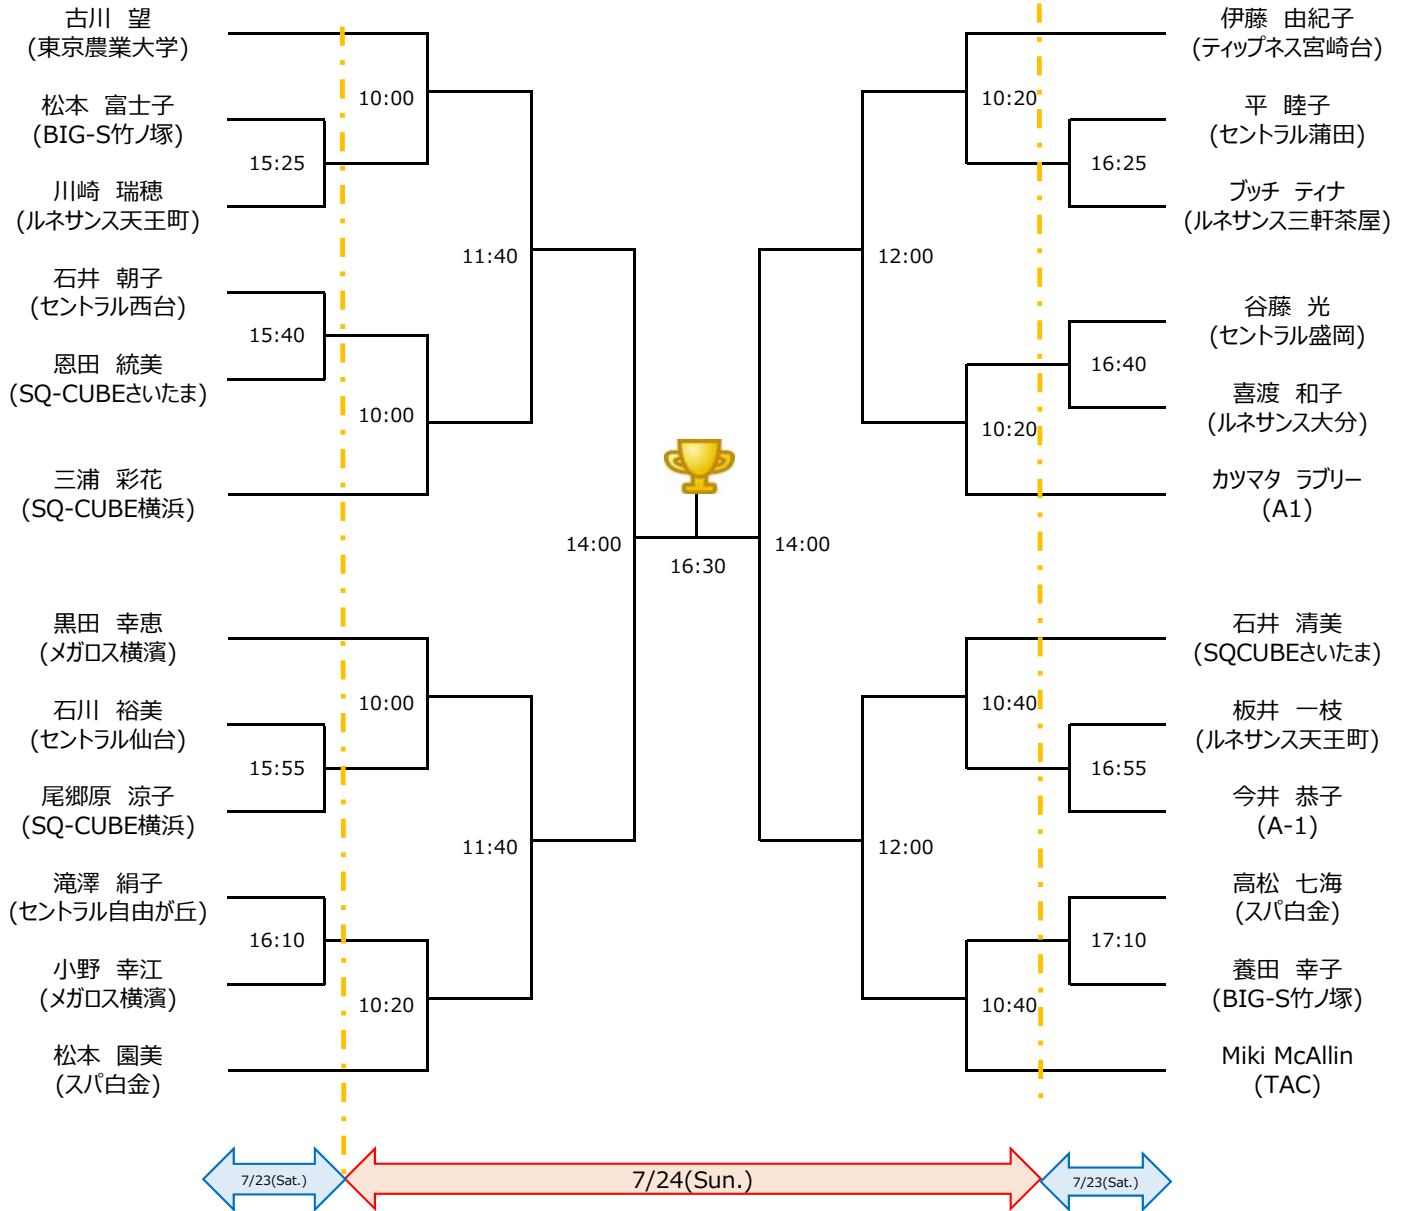 古川 望
(東京農業大学)
松本 富士子
(BIG-S竹ノ塚)
川崎 瑞穂
(ルネサンス天王町)
石井 朝子
(セントラル西台)
恩田 統美
(SQ-CUBEさいたま)
三浦 彩花
(SQ-CUBE横浜)
黒田 幸恵
(メガロス横濱)
石川 裕美
(セントラル仙台)
尾郷原 涼子
(SQ-CUBE横浜)
滝澤 絹子
(セントラル自由が丘)
小野 幸江
(メガロス横濱)
松本 園美
(スパ白金)
15:25
15:40
15:55
16:10
10:00
10:00
10:00
10:20
11:40
11:40
14:00
16:30
14:00
12:00
12:00
10:20
10:20
10:40
10:40
16:25
16:40
16:55
17:10
伊藤 由紀子
(ティップネス宮崎台)
平 睦子
(セントラル蒲田)
ブッチ ティナ
(ルネサンス三軒茶屋)
谷藤 光
(セントラル盛岡)
喜渡 和子
(ルネサンス大分)
カツマタ ラブリー
(A1)
石井 清美
(SQCUBEさいたま)
板井 一枝
(ルネサンス天王町)
今井 恭子
(A-1)
高松 七海
(スパ白金)
養田 幸子
(BIG-S竹ノ塚)
Miki McAllin
(TAC)
7/23(Sat.)
7/24(Sun.)
7/23(Sat.)